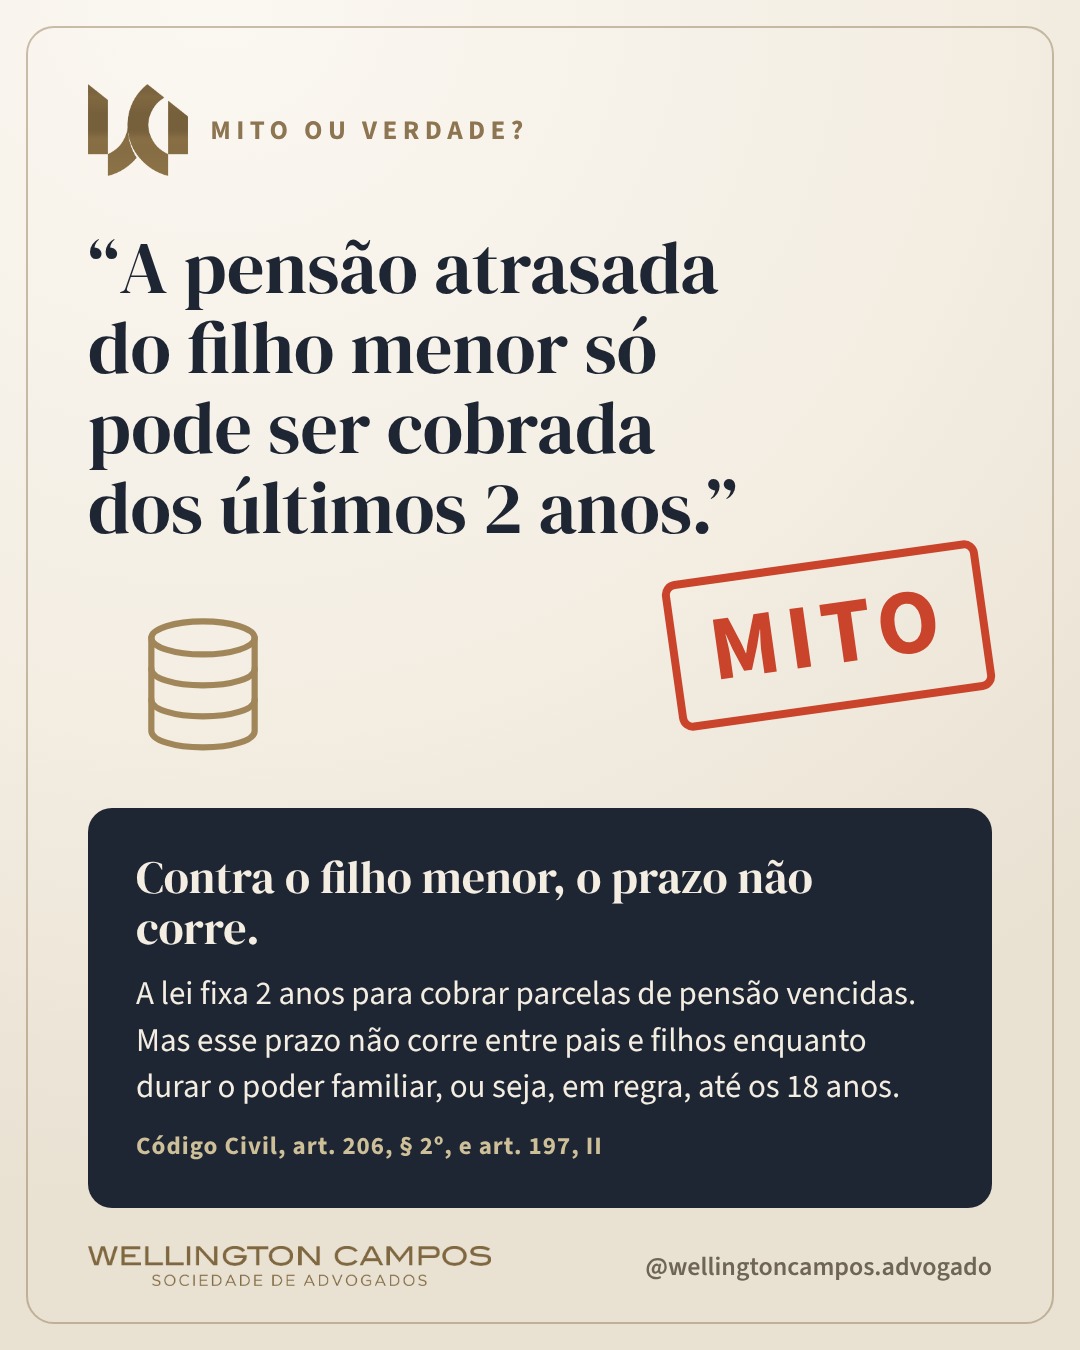 MITO OU VERDADE?
“A pensão atrasada
do filho menor só
pode ser cobrada
dos últimos 2 anos.”
MITO
Contra o filho menor, o prazo não
corre.
A lei fixa 2 anos para cobrar parcelas de pensão vencidas.
Mas esse prazo não corre entre pais e filhos enquanto
durar o poder familiar, ou seja, em regra, até os 18 anos.
Código Civil, art. 206, § 2º, e art. 197, II
WELLINGTON CAMPOS
SOCIEDADE DE ADVOGADOS
@wellingtoncampos.advogado